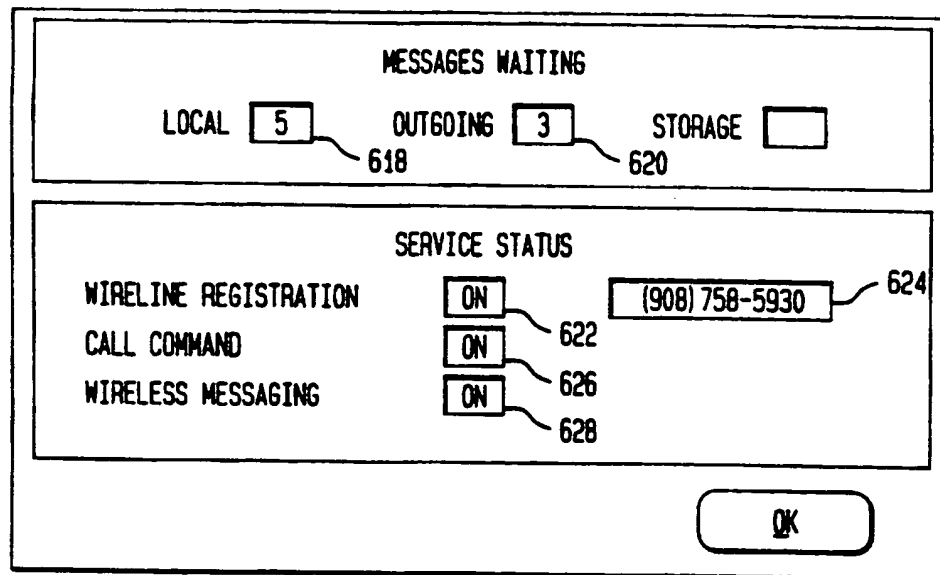 MESSAGES WAITING
LOCAL 5 OUTGOING 3 STORAGE
618 620
SERVICE STATUS
WIRELINE REGISTRATION ON (908) 758-5930 624
622
CALL COMMAND ON
626
WIRELESS MESSAGING ON
628
OK